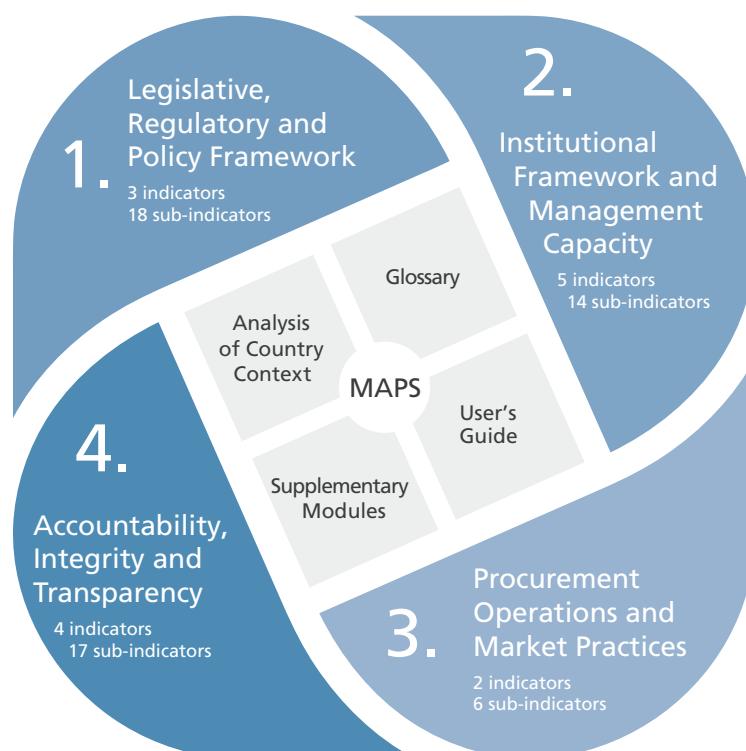 1.
Legislative,
Regulatory and
Policy Framework
3 indicators
18 sub-indicators
2.
Institutional
Framework and
Management
Capacity
5 indicators
14 sub-indicators
Glossary
Analysis
of Country
Context
MAPS
User's
Guide
Supplementary
Modules
4.
Accountability,
Integrity and
Transparency
4 indicators
17 sub-indicators
3.
Procurement
Operations and
Market Practices
2 indicators
6 sub-indicators